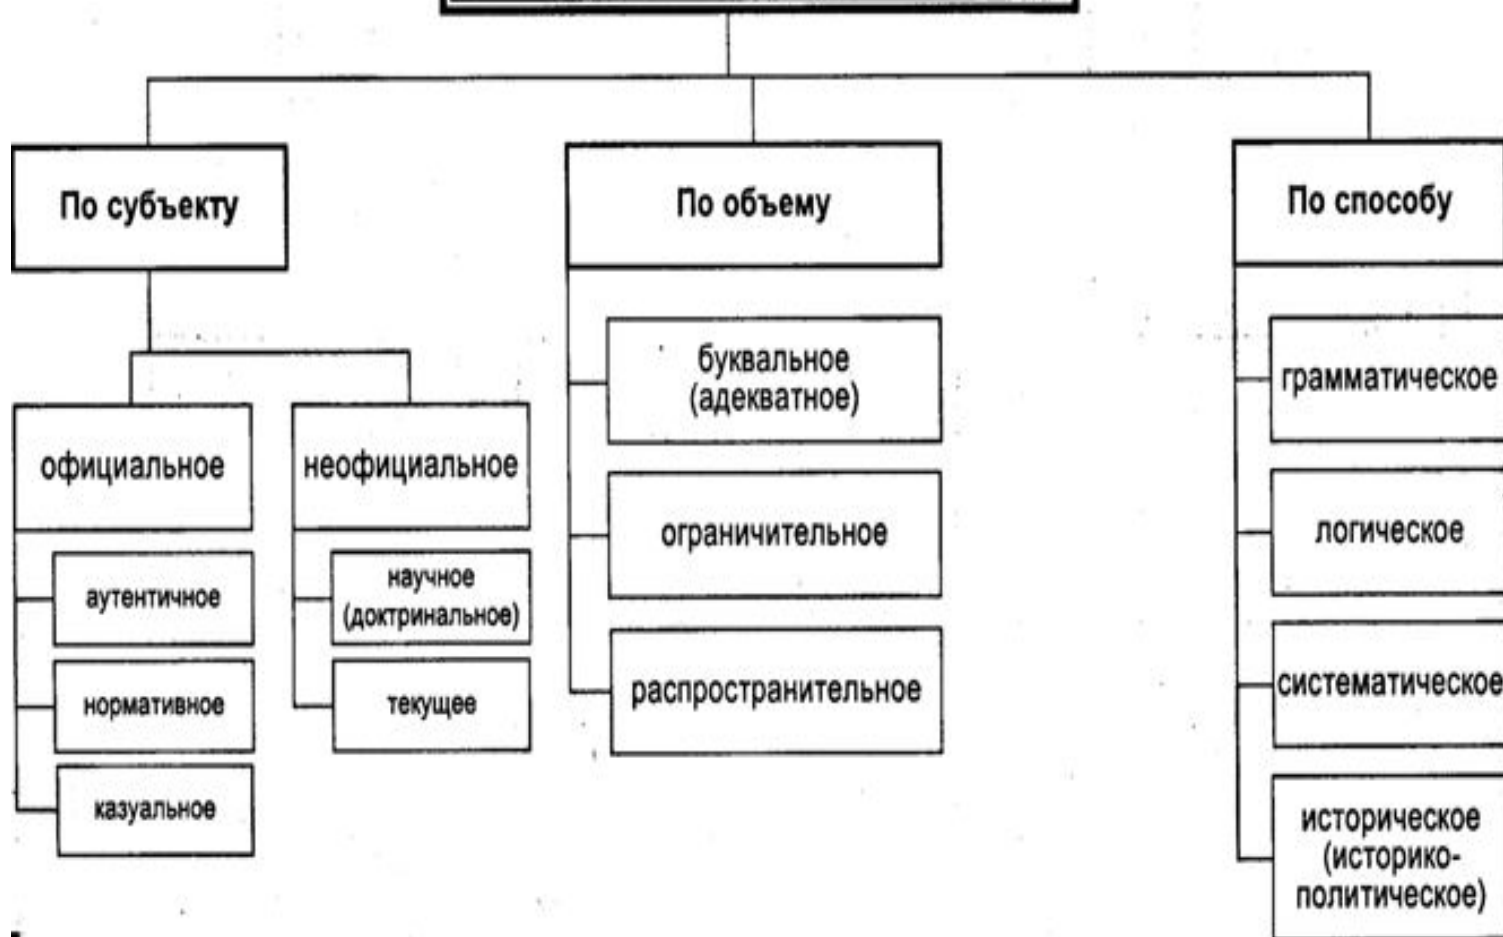 По субъекту
По объему
По способу
официальное
неофициальное
аутентичное
нормативное
казуальное
научное
(доктринальное)
текущее
буквальное
(адекватное)
ограничительное
распространительное
грамматическое
логическое
систематическое
историческое
(историко-
политическое)